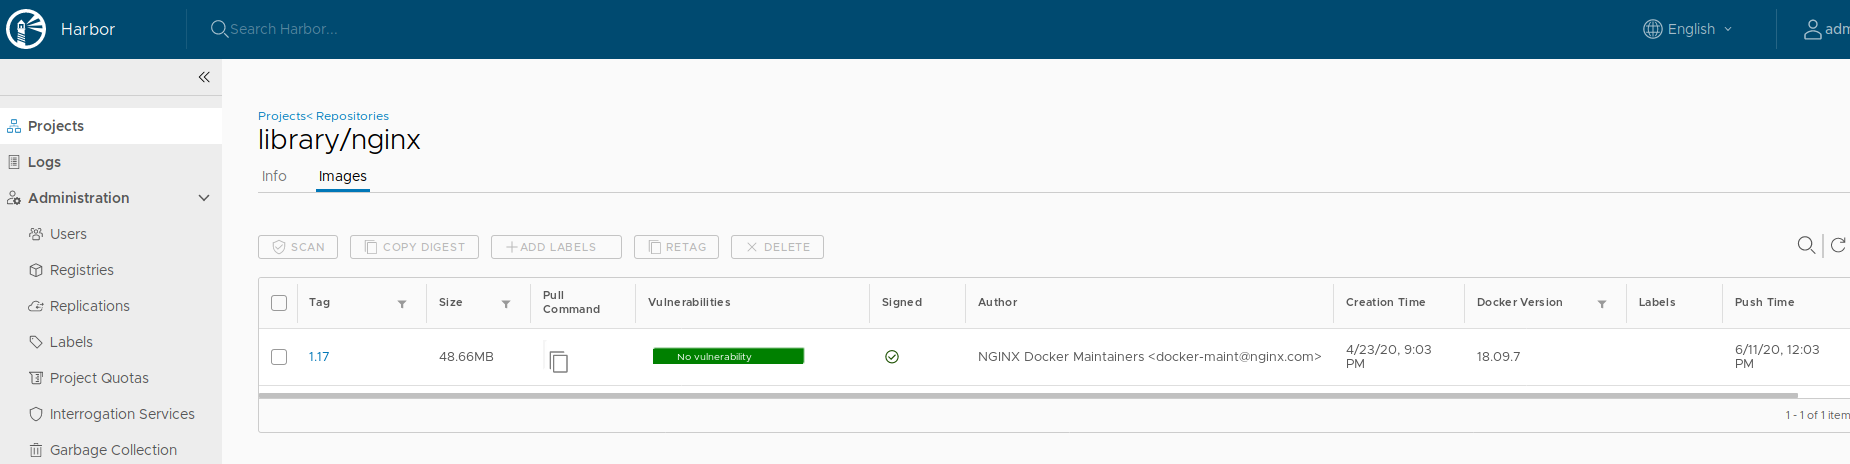 Harbor
Search Harbor...
English
adm
Projects
Logs
Administration
Users
Registries
Replications
Labels
Project Quotas
Interrogation Services
Garbage Collection
Projects< Repositories
library/nginx
Info
Images
SCAN
COPY DIGEST
ADD LABELS
RETAG
DELETE
Tag
Size
Pull
Command
Vulnerabilities
Signed
Author
Creation Time
Docker Version
Labels
Push Time
1.17
48.66MB
No vulnerability
NGINX Docker Maintainers <docker-maint@nginx.com>
4/23/20, 9:03
PM
18.09.7
6/11/20, 12:03
PM
1 - 1 of 1 item